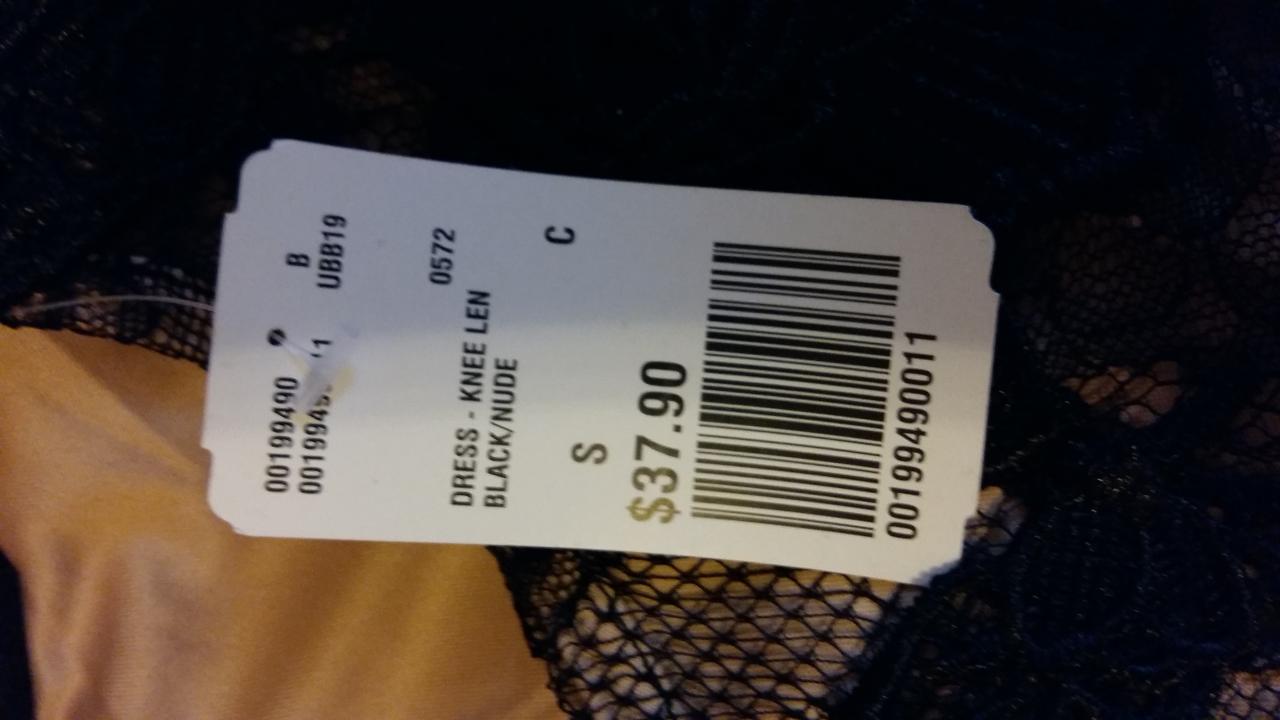 00199490 B
UBB19
0572
DRESS - KNEE LEN
BLACK/NUDE
C
S
$37.90
00199490011